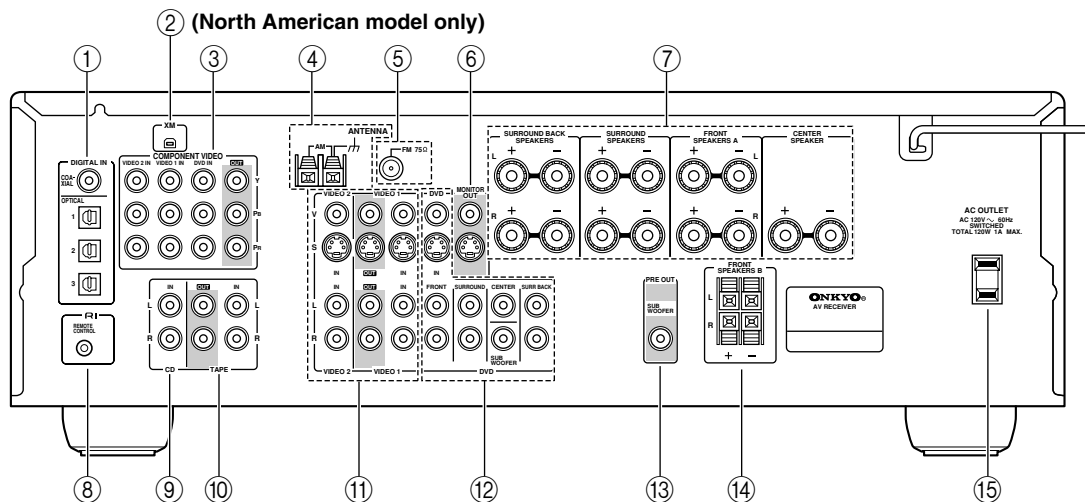 ② (North American model only)
① ③ ④ ⑤ ⑥ ⑦
XM
COMPONENT VIDEO
VIDEO 2 IN VIDEO 1 IN DVD IN OUT
Y
PB
PR
DIGITAL IN
COA-
XIAL
OPTICAL
1
2
3
RI
REMOTE
CONTROL
IN OUT IN
L L
R R
CD TAPE
ANTENNA
AM
FM 75Ω
VIDEO 2 VIDEO 1 DVD
MONITOR
OUT
V
S
IN OUT IN IN
OUT
L
R
VIDEO 2 VIDEO 1
FRONT SURROUND CENTER SURR BACK
SUB
WOOFER
DVD
SURROUND BACK
SPEAKERS
SURROUND
SPEAKERS
FRONT
SPEAKERS A
CENTER
SPEAKER
L + − + − + − L
R + − + − + − R + −
PRE OUT
SUB
WOOFER
FRONT
SPEAKERS B
L
R
+ −
ONKYO®
AV RECEIVER
AC OUTLET
AC 120V ~ 60Hz
SWITCHED
TOTAL 120W 1A MAX.
⑧ ⑨ ⑩ ⑪ ⑫ ⑬ ⑭ ⑮